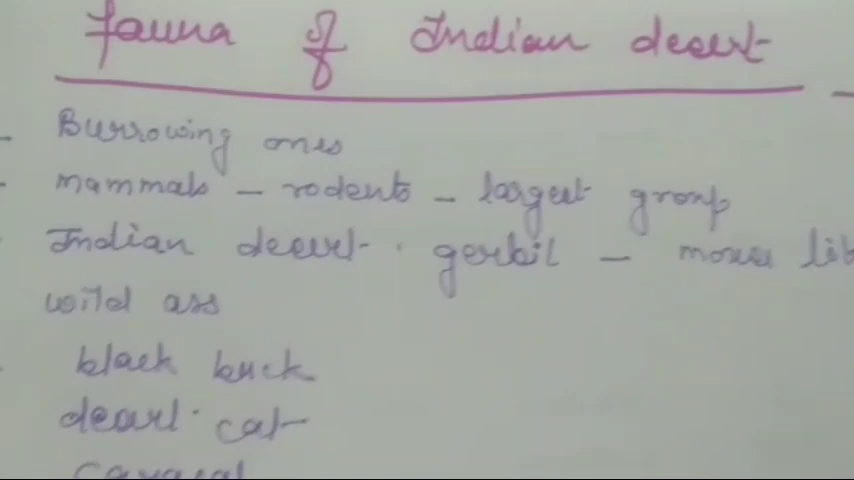 Fauna of Indian desert
- Burrowing ones
- mammals - rodents - largest group
- Indian desert gerbil - mouse
wild ass
black buck
desert cat
caracal